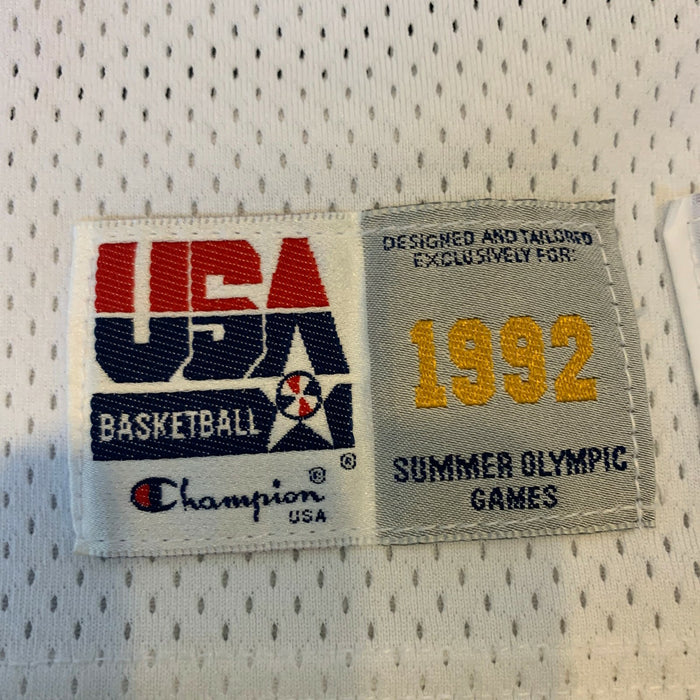 USA
BASKETBALL
®
Champion®
USA
DESIGNED AND TAILORED
EXCLUSIVELY FOR:
1992
SUMMER OLYMPIC
GAMES